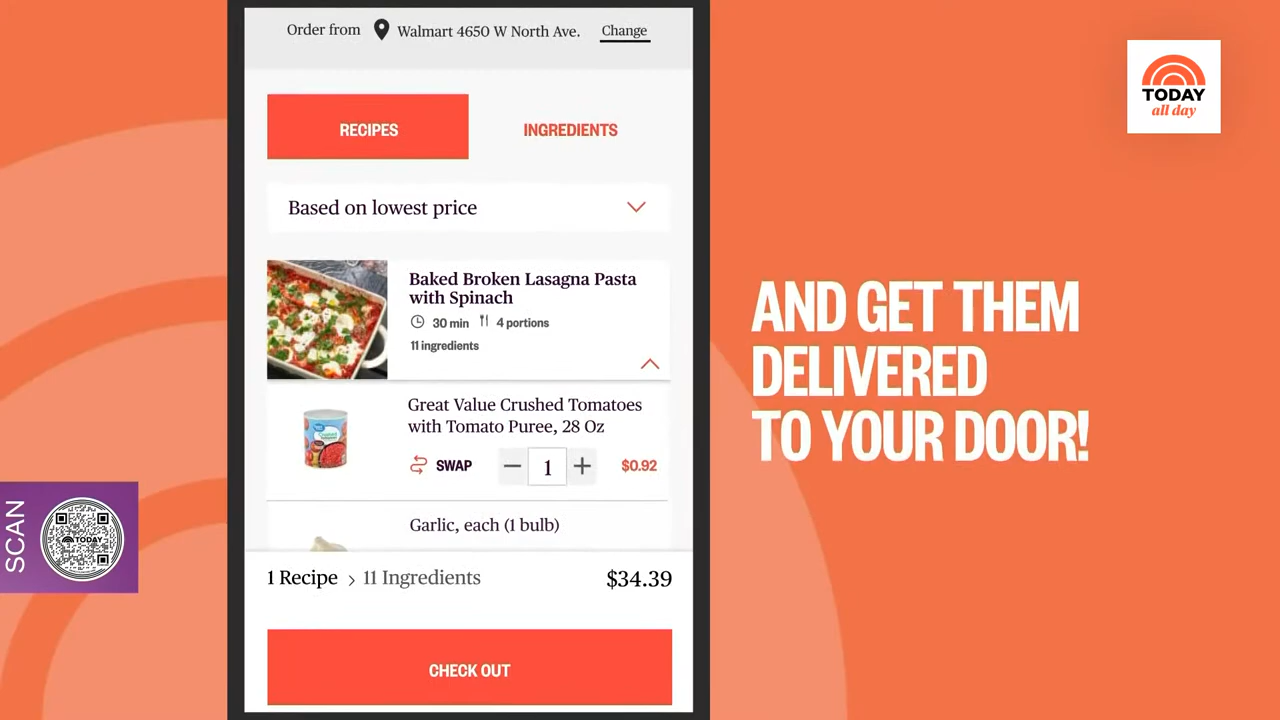 Order from Walmart 4650 W North Ave. Change
RECIPES INGREDIENTS
Based on lowest price
Baked Broken Lasagna Pasta
with Spinach
30 min 4 portions
11 ingredients
Great Value Crushed Tomatoes
with Tomato Puree, 28 Oz
SWAP 1 $0.92
Garlic, each (1 bulb)
1 Recipe > 11 Ingredients $34.39
CHECK OUT
AND GET THEM
DELIVERED
TO YOUR DOOR!
TODAY
all day
SCAN
TODAY